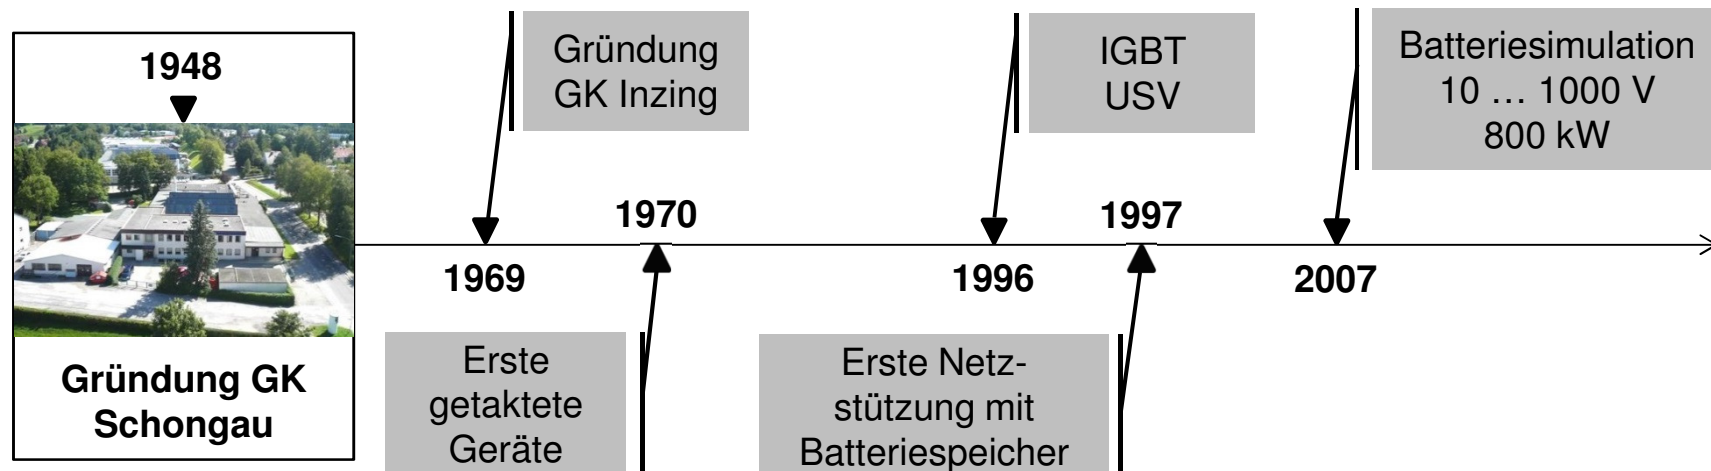 1948
Gründung GK
Schongau
Gründung
GK Inzing
1969
1970
Erste
getaktete
Geräte
IGBT
USV
1996
1997
Erste Netz-
stützung mit
Batteriespeicher
Batteriesimulation
10 … 1000 V
800 kW
2007